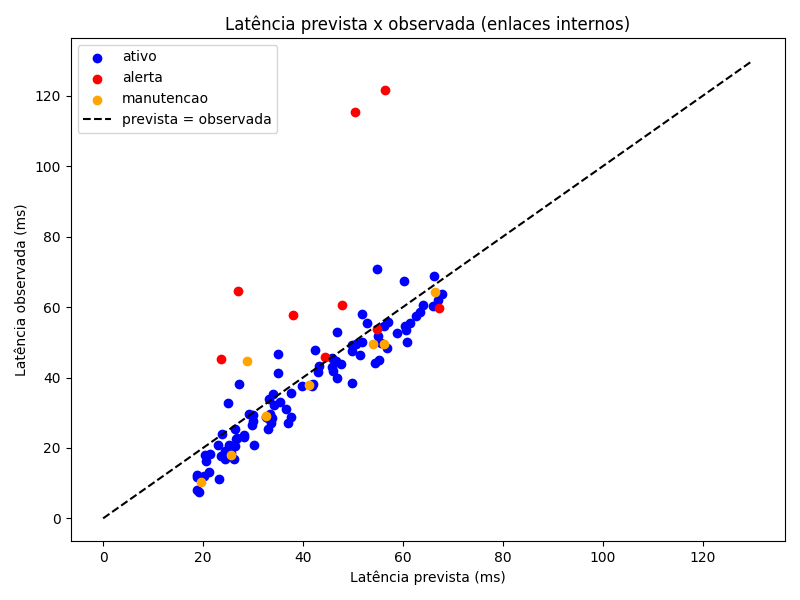 Latência prevista x observada (enlaces internos)
ativo
alerta
manutencao
prevista = observada
Latência observada (ms)
120
100
80
60
40
20
0
0 20 40 60 80 100 120
Latência prevista (ms)